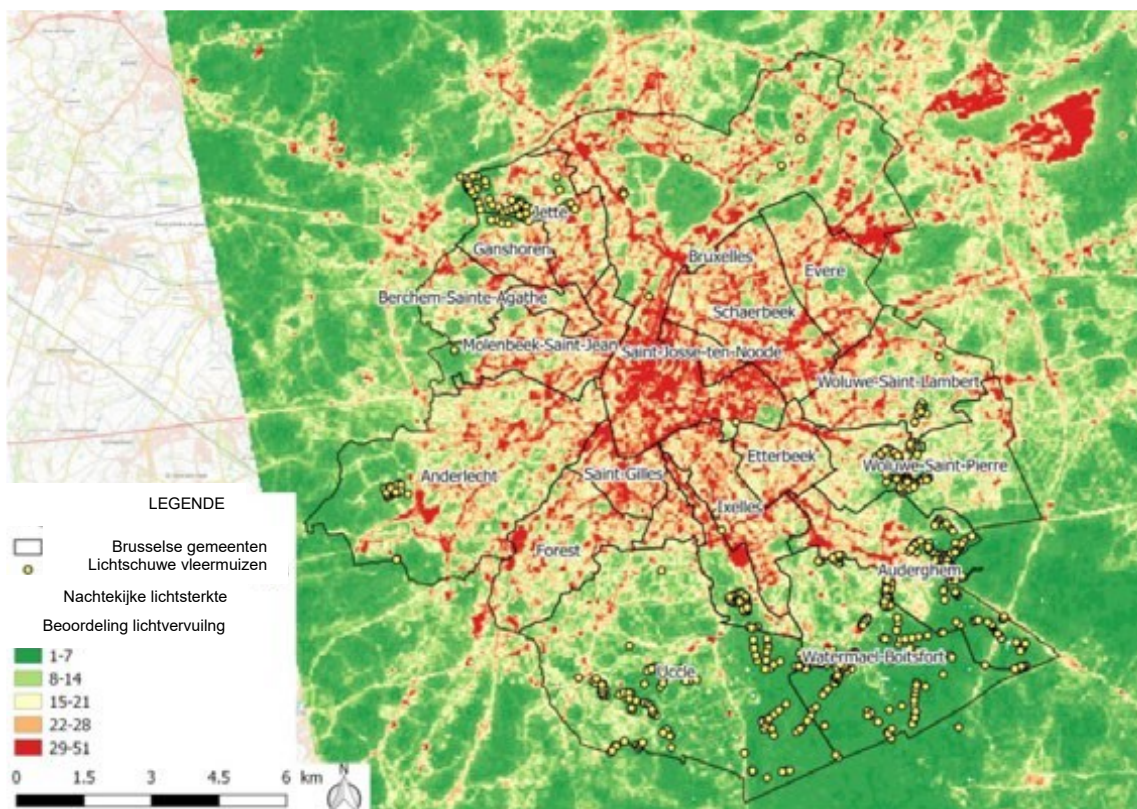 Jette
Ganshoren
Bruxelles
Evere
Berchem-Sainte-Agathe
Schaerbeek
Molenbeek-Saint-Jean
Saint-Josse-ten-Noode
Woluwe-Saint-Lambert
Etterbeek
Woluwe-Saint-Pierre
Anderlecht
Saint-Gilles
Ixelles
Forest
Auderghem
Watermael-Boitsfort
Uccle
LEGENDE
Brusselse gemeenten
Lichtschuwe vleermuizen
Nachtekijke lichtsterkte
Beoordeling lichtvervuilng
1-7
8-14
15-21
22-28
29-51
0 1.5 3 4.5 6 km
N